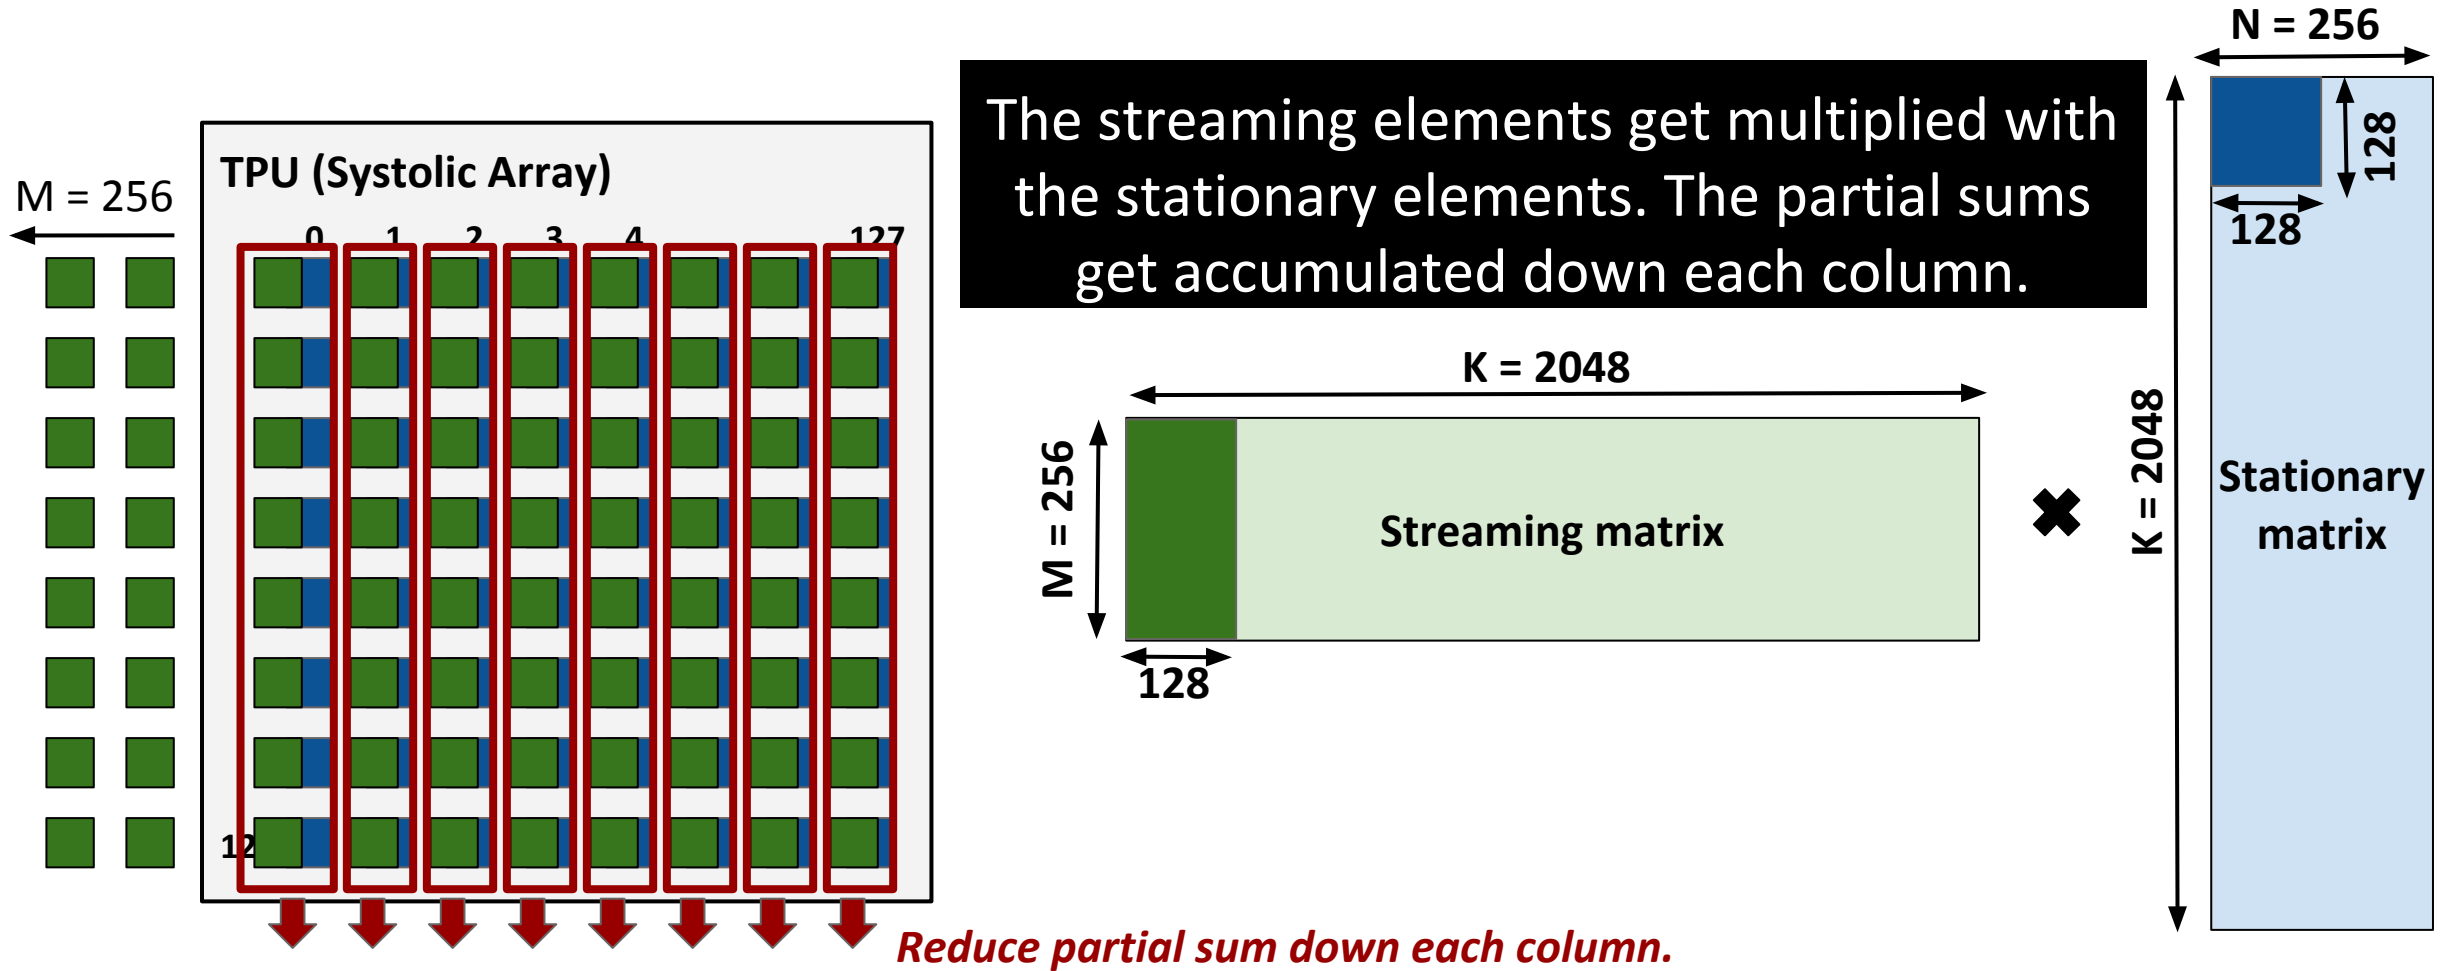 N = 256
The streaming elements get multiplied with
the stationary elements. The partial sums
get accumulated down each column.
128
128
TPU (Systolic Array)
M = 256
0 1 2 3 4 127
K = 2048
K = 2048
M = 256
Streaming matrix
Stationary
matrix
128
12
Reduce partial sum down each column.